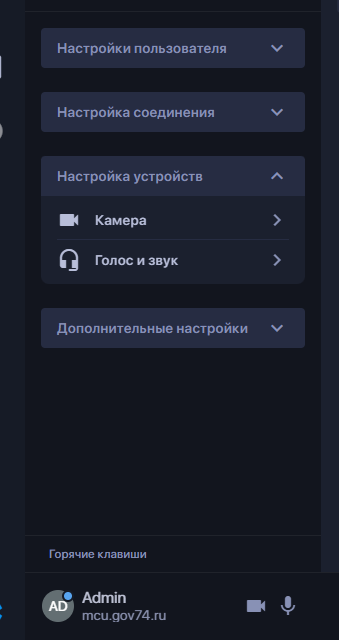 Настройки пользователя
Настройка соединения
Настройка устройств
Камера
Голос и звук
Дополнительные настройки
Горячие клавиши
AD
Admin
mcu.gov74.ru